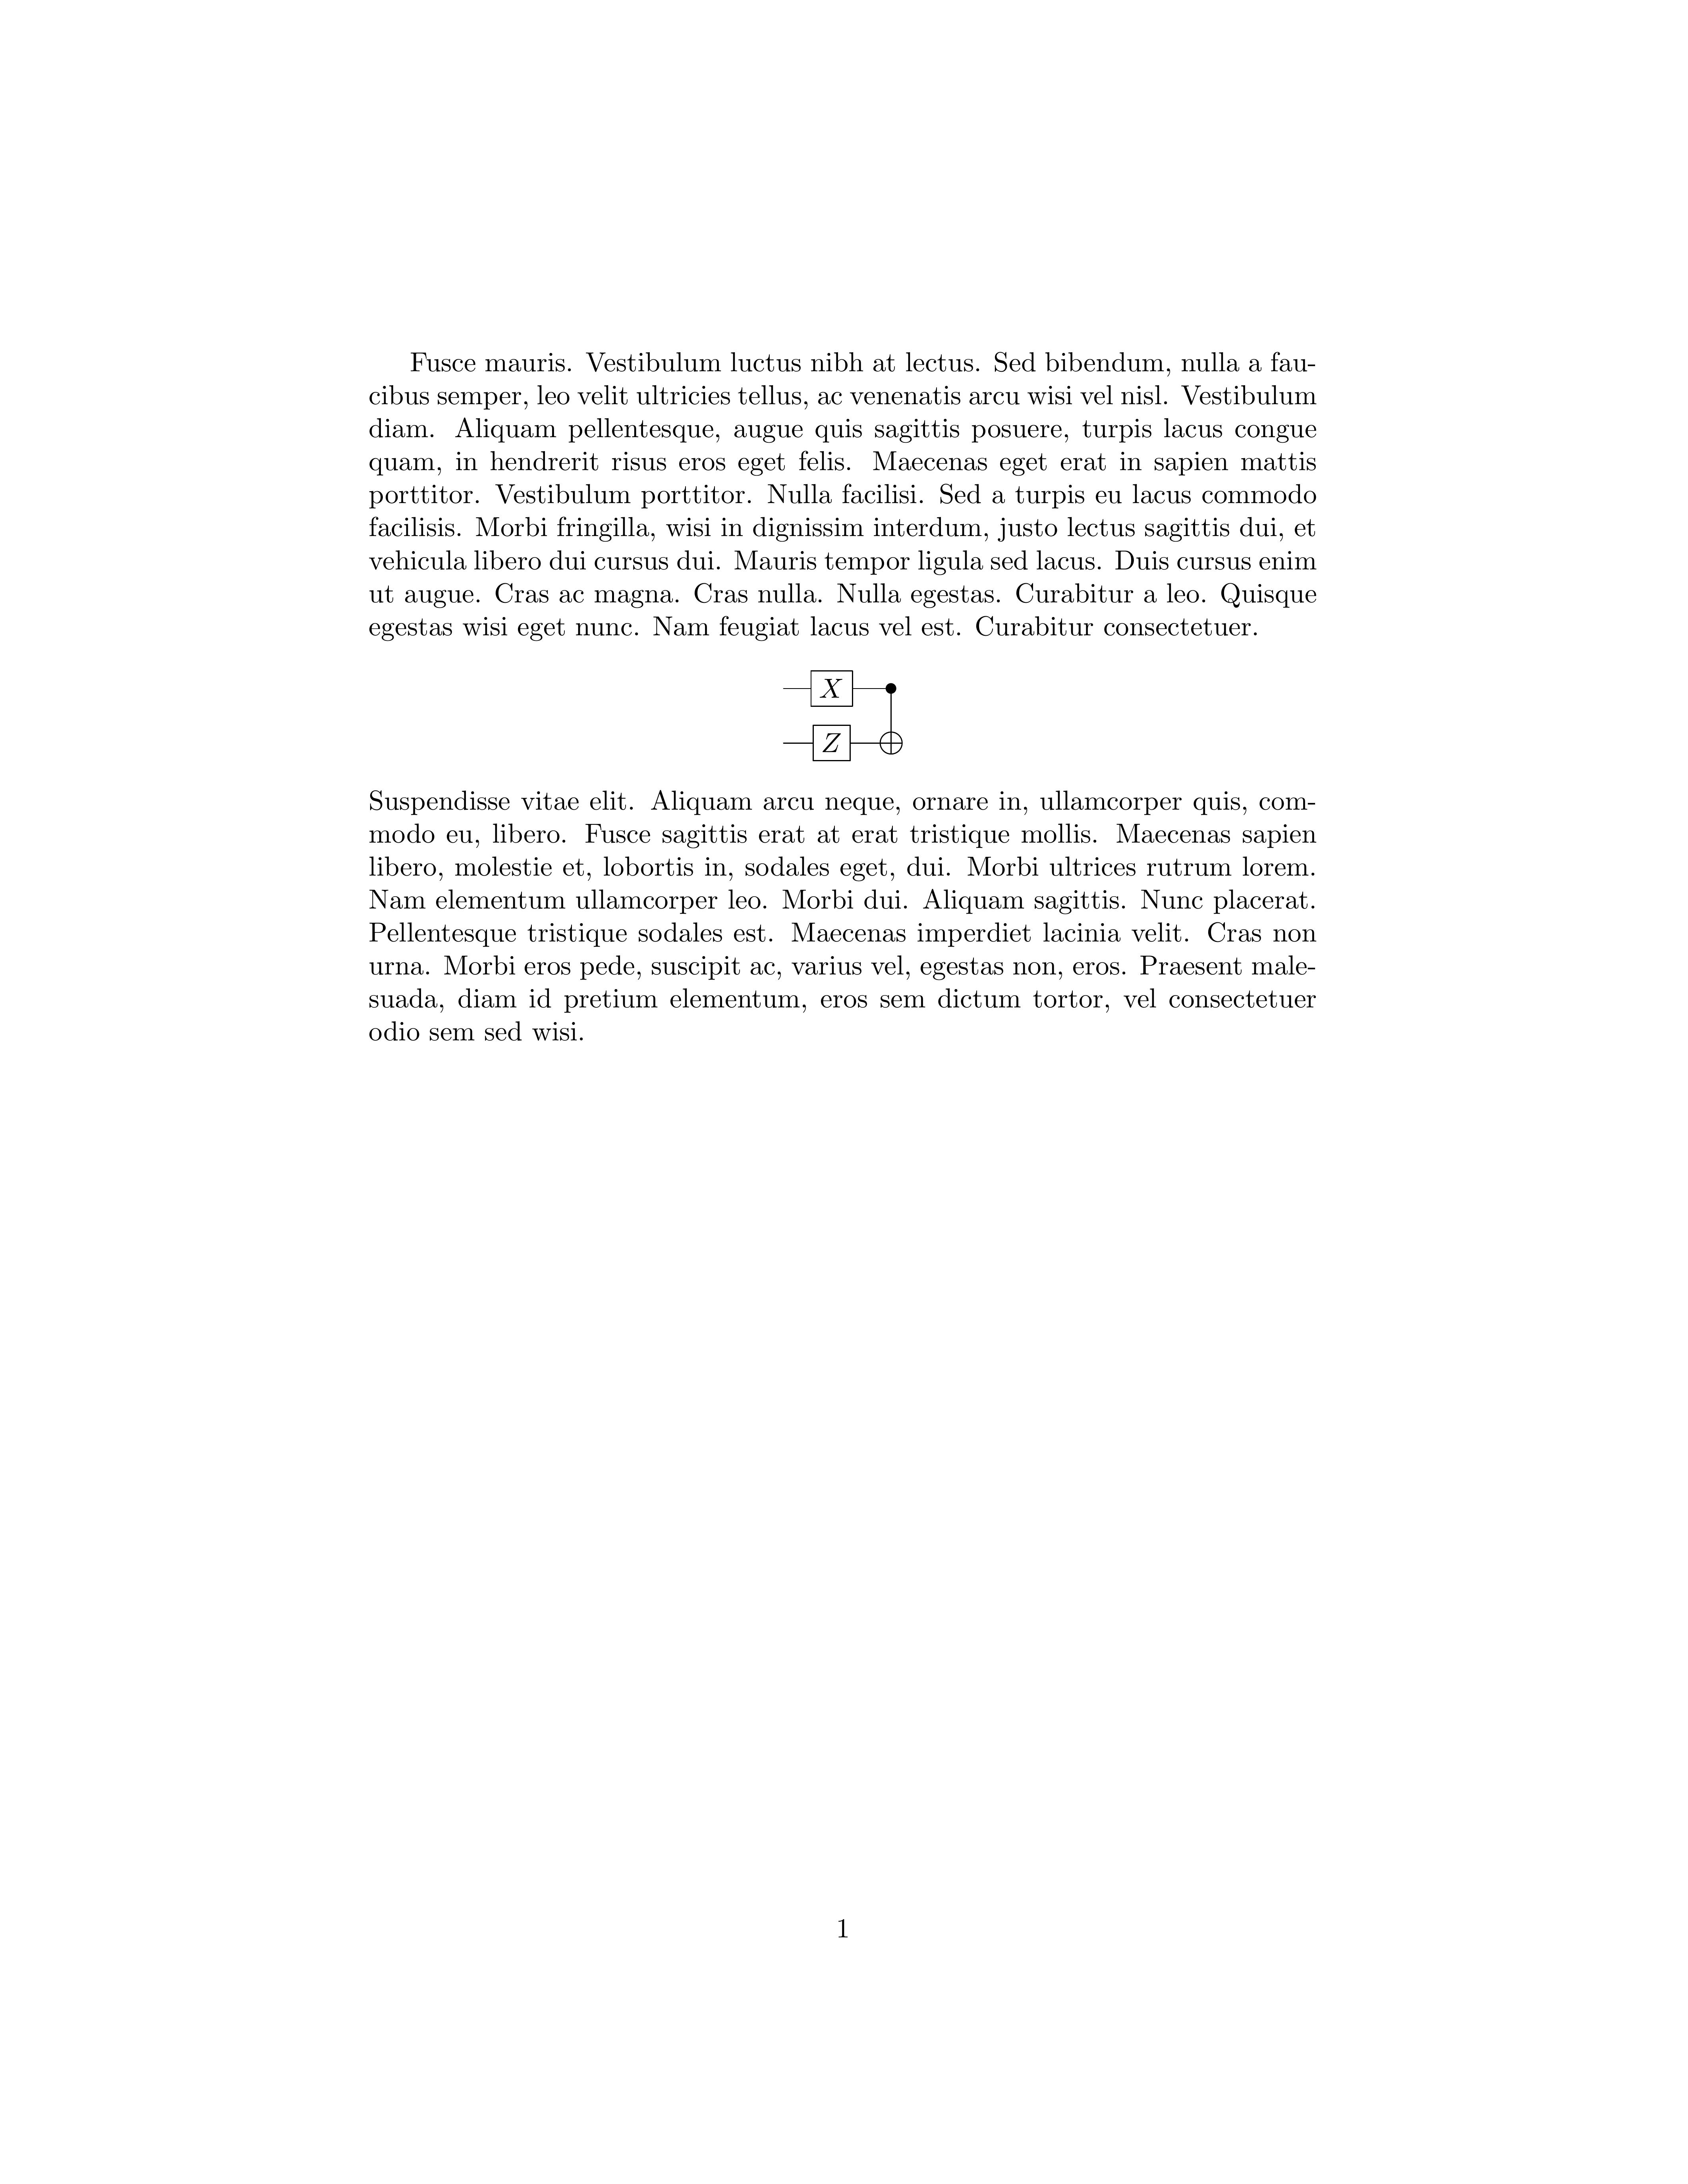 Fusce mauris. Vestibulum luctus nibh at lectus. Sed bibendum, nulla a fau-
cibus semper, leo velit ultricies tellus, ac venenatis arcu wisi vel nisl. Vestibulum
diam. Aliquam pellentesque, augue quis sagittis posuere, turpis lacus congue
quam, in hendrerit risus eros eget felis. Maecenas eget erat in sapien mattis
porttitor. Vestibulum porttitor. Nulla facilisi. Sed a turpis eu lacus commodo
facilisis. Morbi fringilla, wisi in dignissim interdum, justo lectus sagittis dui, et
vehicula libero dui cursus dui. Mauris tempor ligula sed lacus. Duis cursus enim
ut augue. Cras ac magna. Cras nulla. Nulla egestas. Curabitur a leo. Quisque
egestas wisi eget nunc. Nam feugiat lacus vel est. Curabitur consectetuer.
X
Z
Suspendisse vitae elit. Aliquam arcu neque, ornare in, ullamcorper quis, com-
modo eu, libero. Fusce sagittis erat at erat tristique mollis. Maecenas sapien
libero, molestie et, lobortis in, sodales eget, dui. Morbi ultrices rutrum lorem.
Nam elementum ullamcorper leo. Morbi dui. Aliquam sagittis. Nunc placerat.
Pellentesque tristique sodales est. Maecenas imperdiet lacinia velit. Cras non
urna. Morbi eros pede, suscipit ac, varius vel, egestas non, eros. Praesent male-
suada, diam id pretium elementum, eros sem dictum tortor, vel consectetuer
odio sem sed wisi.
1